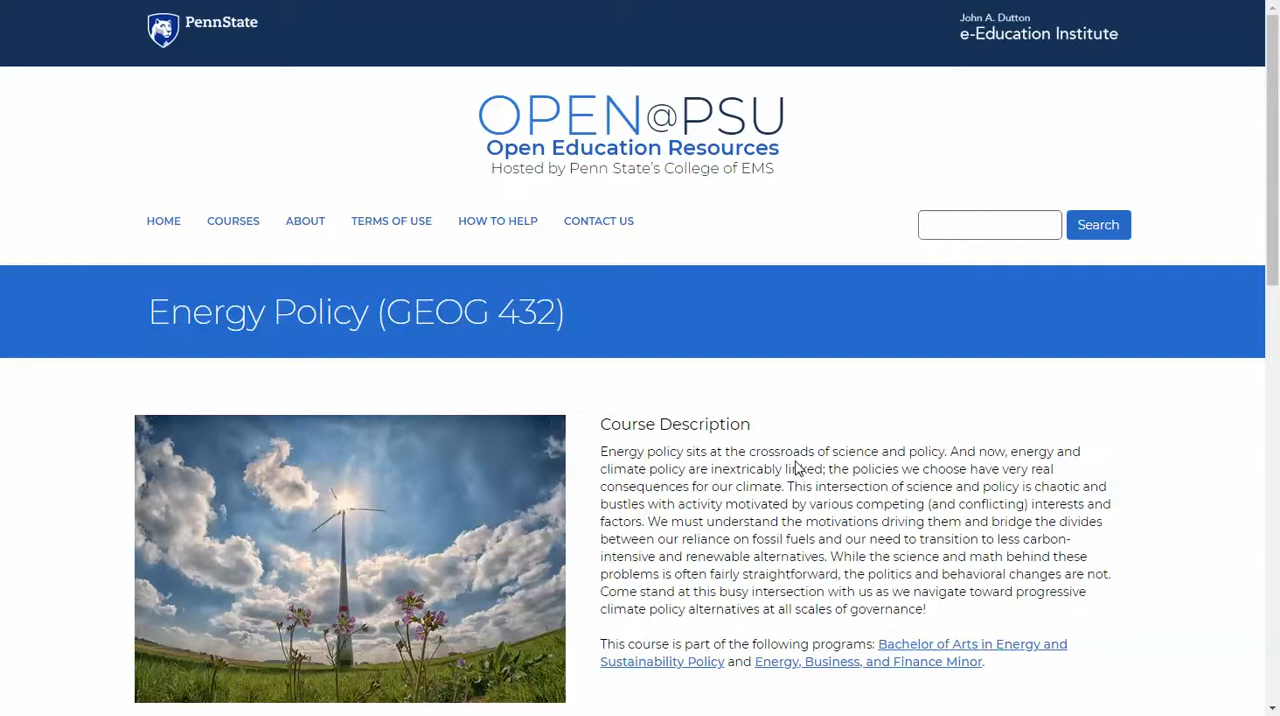 PennState
John A. Dutton
e-Education Institute
OPEN@PSU
Open Education Resources
Hosted by Penn State's College of EMS
HOME COURSES ABOUT TERMS OF USE HOW TO HELP CONTACT US
Search
Energy Policy (GEOG 432)
Course Description
Energy policy sits at the crossroads of science and policy. And now, energy and
climate policy are inextricably linked; the policies we choose have very real
consequences for our climate. This intersection of science and policy is chaotic and
bustles with activity motivated by various competing (and conflicting) interests and
factors. We must understand the motivations driving them and bridge the divides
between our reliance on fossil fuels and our need to transition to less carbon-
intensive and renewable alternatives. While the science and math behind these
problems is often fairly straightforward, the politics and behavioral changes are not.
Come stand at this busy intersection with us as we navigate toward progressive
climate policy alternatives at all scales of governance!
This course is part of the following programs: Bachelor of Arts in Energy and
Sustainability Policy and Energy, Business, and Finance Minor.